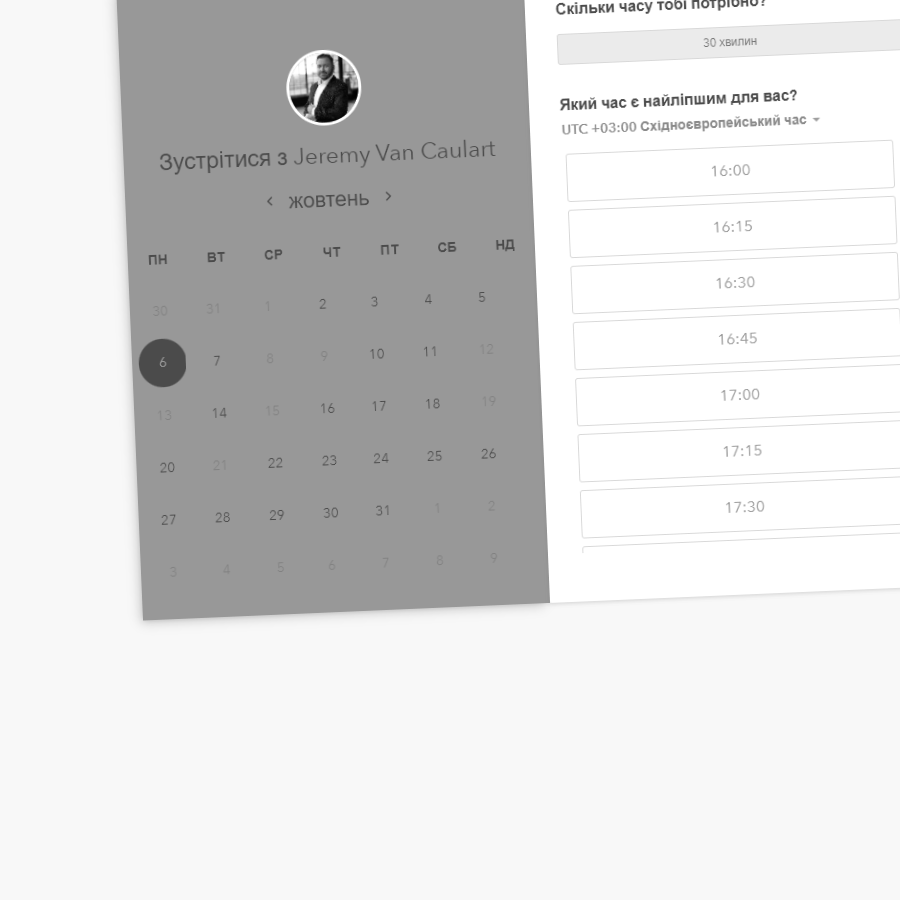 Зустрітися з Jeremy Van Caulart
‹ жовтень ›
ПН ВТ СР ЧТ ПТ СБ НД
30 31 1 2 3 4 5
6 7 8 9 10 11 12
13 14 15 16 17 18 19
20 21 22 23 24 25 26
27 28 29 30 31 1 2
3 4 5 6 7 8 9
Скільки часу тобі потрібно?
30 хвилин
Який час є найліпшим для вас?
UTC +03:00 Східноєвропейський час
16:00
16:15
16:30
16:45
17:00
17:15
17:30